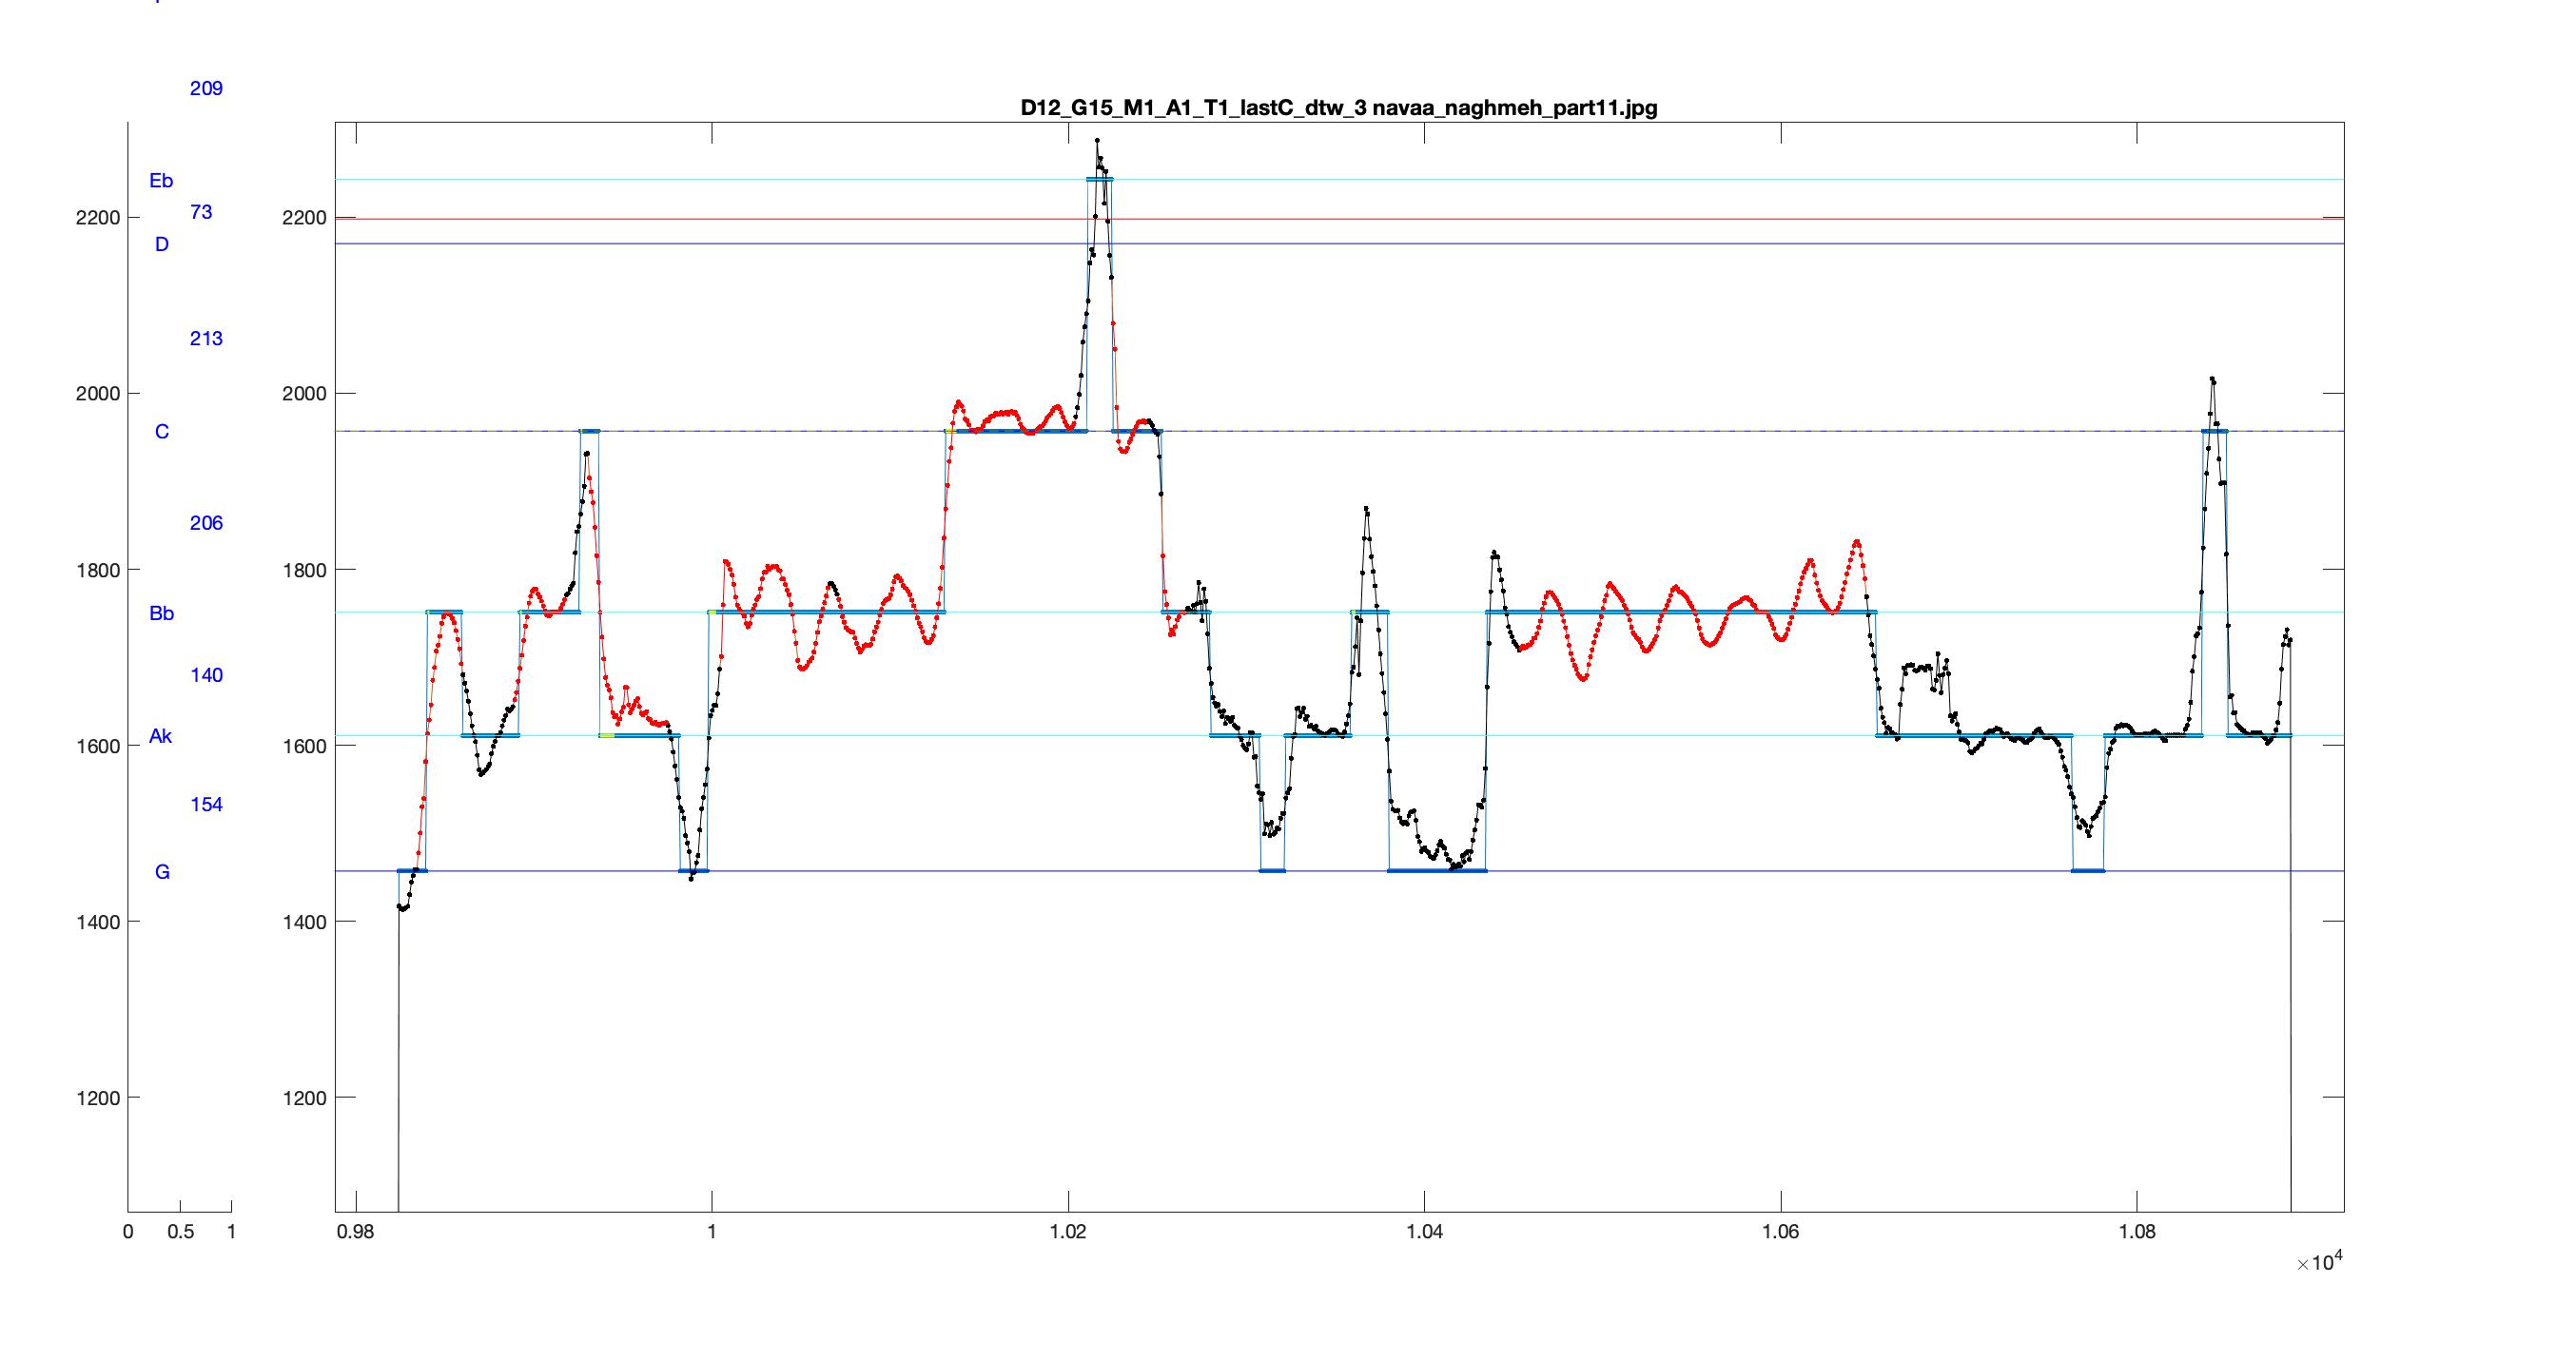 209
D12_G15_M1_A1_T1_lastC_dtw_3 navaa_naghmeh_part11.jpg
Eb
2200 73 2200
D
213
2000 2000
C
206
1800 1800
Bb
140
1600 Ak 1600
154
G
1400 1400
1200 1200
0 0.5 1 0.98 1 1.02 1.04 1.06 1.08
×10^4